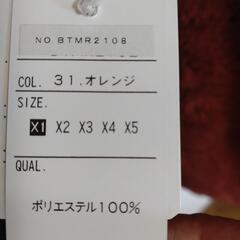 NO. BTMR2108
COL. 31.オレンジ
SIZE.
X1 X2 X3 X4 X5
QUAL.
ポリエステル100%